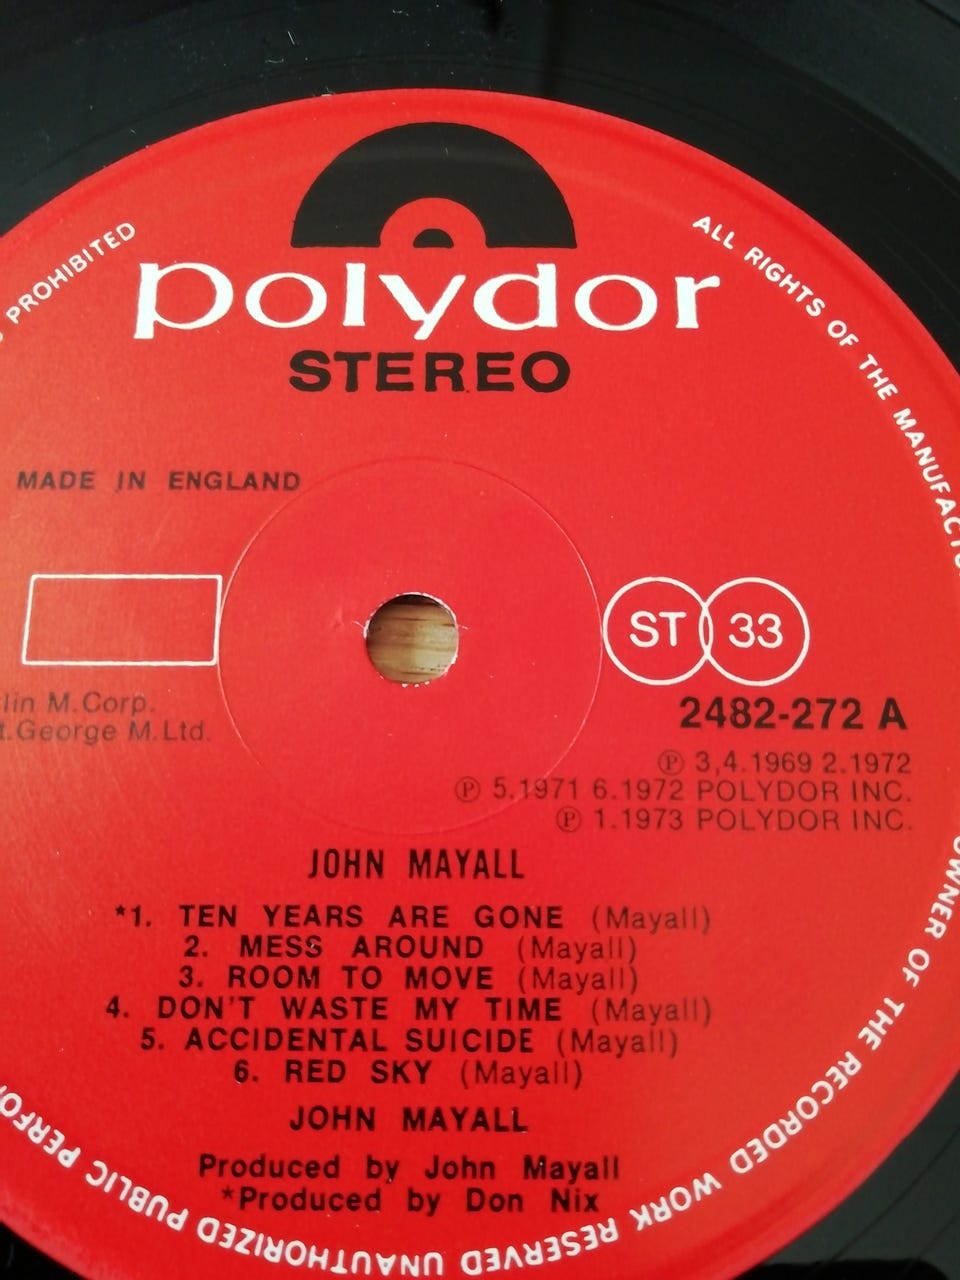 polydor
STEREO
PROHIBITED
ALL RIGHTS OF THE
MADE IN ENGLAND
ST 33
2482-272 A
M.Corp.
George M.Ltd.
℗ 3,4.1969 2.1972
℗ 5.1971 6.1972 POLYDOR INC.
℗ 1.1973 POLYDOR INC.
JOHN MAYALL
*1. TEN YEARS ARE GONE (Mayall)
2. MESS AROUND (Mayall)
3. ROOM TO MOVE (Mayall)
4. DON'T WASTE MY TIME (Mayall)
5. ACCIDENTAL SUICIDE (Mayall)
6. RED SKY (Mayall)
JOHN MAYALL
Produced by John Mayall
*Produced by Don Nix
OWNER OF THE RECORDED WORK RESERVED UNAUTHORIZED PUBLIC